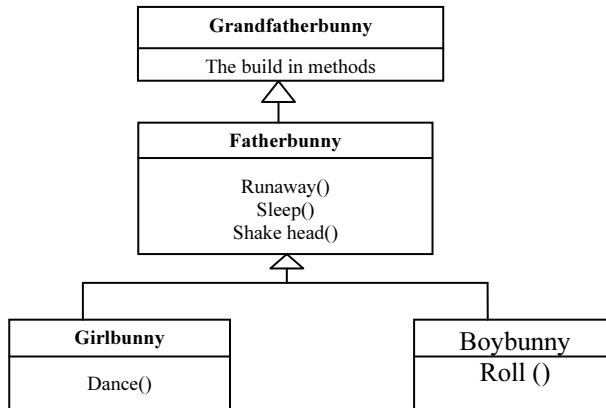 Grandfatherbunny
The build in methods
Fatherbunny
Runaway()
Sleep()
Shake head()
Girlbunny
Dance()
Boybunny
Roll ()